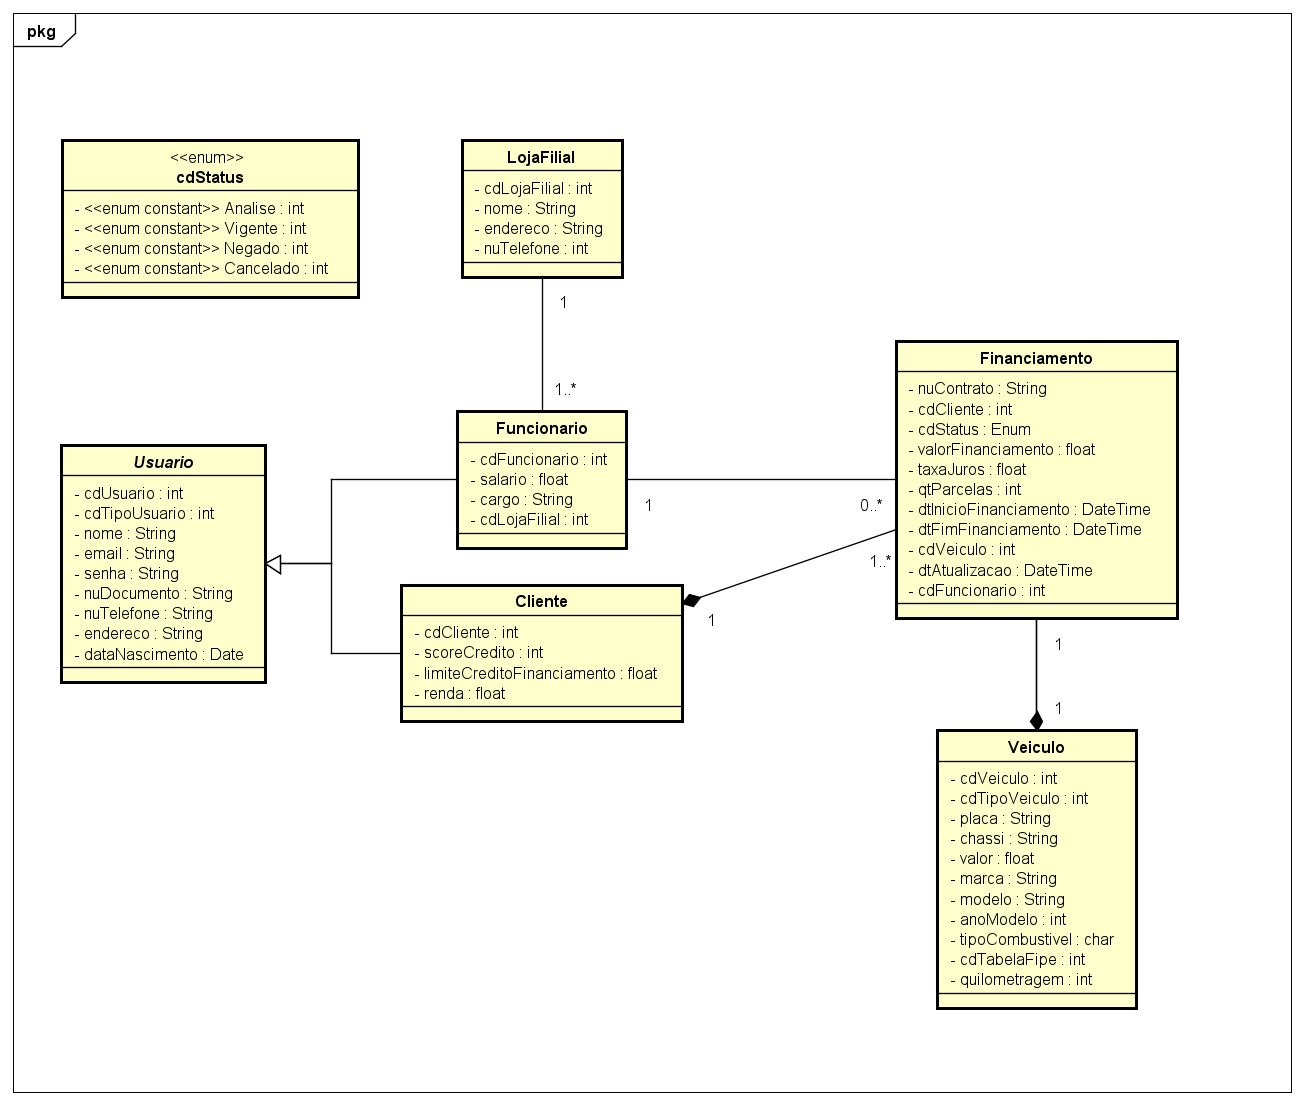 pkg
<<enum>>
cdStatus
- <<enum constant>> Analise : int
- <<enum constant>> Vigente : int
- <<enum constant>> Negado : int
- <<enum constant>> Cancelado : int
LojaFilial
- cdLojaFilial : int
- nome : String
- endereco : String
- nuTelefone : int
1
1..*
Funcionario
- cdFuncionario : int
- salario : float
- cargo : String
- cdLojaFilial : int
1
0..*
Financiamento
- nuContrato : String
- cdCliente : int
- cdStatus : Enum
- valorFinanciamento : float
- taxaJuros : float
- qtParcelas : int
- dtInicioFinanciamento : DateTime
- dtFimFinanciamento : DateTime
- cdVeiculo : int
- dtAtualizacao : DateTime
- cdFuncionario : int
Usuario
- cdUsuario : int
- cdTipoUsuario : int
- nome : String
- email : String
- senha : String
- nuDocumento : String
- nuTelefone : String
- endereco : String
- dataNascimento : Date
Cliente
- cdCliente : int
- scoreCredito : int
- limiteCreditoFinanciamento : float
- renda : float
1..*
1
1
1
Veiculo
- cdVeiculo : int
- cdTipoVeiculo : int
- placa : String
- chassi : String
- valor : float
- marca : String
- modelo : String
- anoModelo : int
- tipoCombustivel : char
- cdTabelaFipe : int
- quilometragem : int